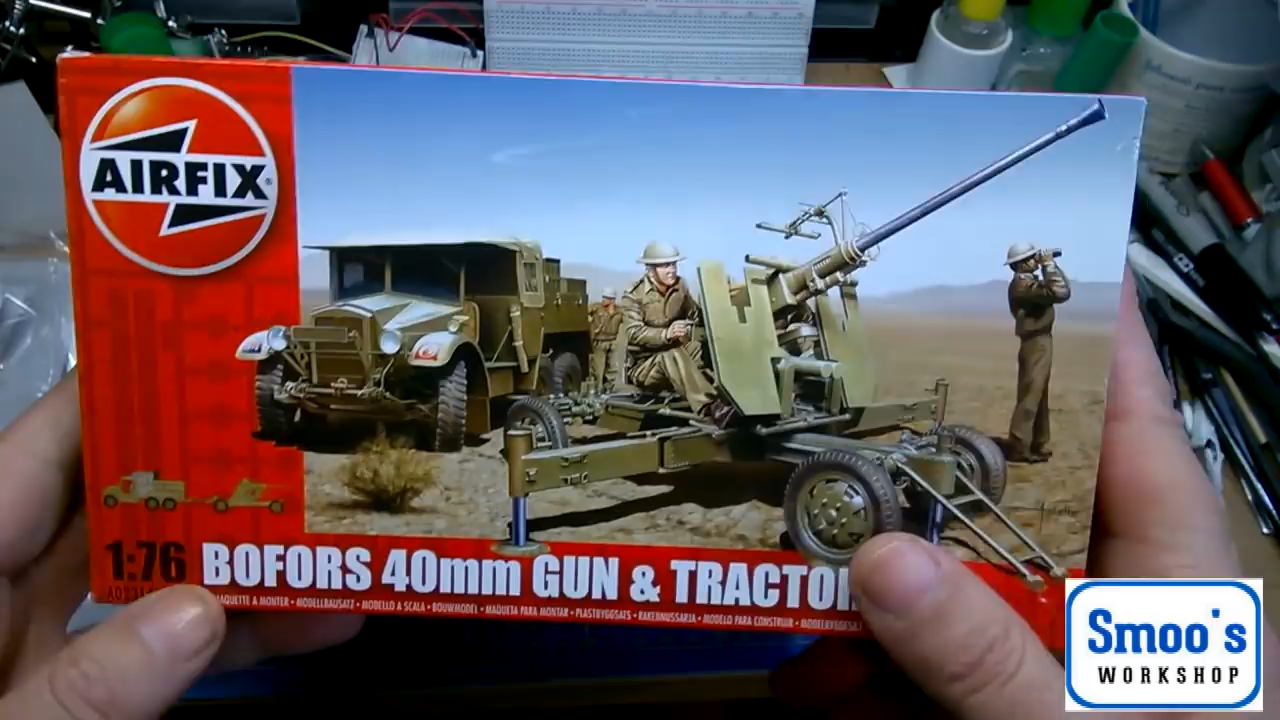 AIRFIX
1:76 BOFORS 40mm GUN & TRACTOR
MAQUETTE A MONTER • MODELLBAUSATZ • MODELLO A SCALA • BOUWMODEL • MAQUETA PARA MONTAR • PLASTBYGGSATS • RAKENNUSSARJA • MODELO PARA CONSTRUIR •
Smoo's
WORKSHOP